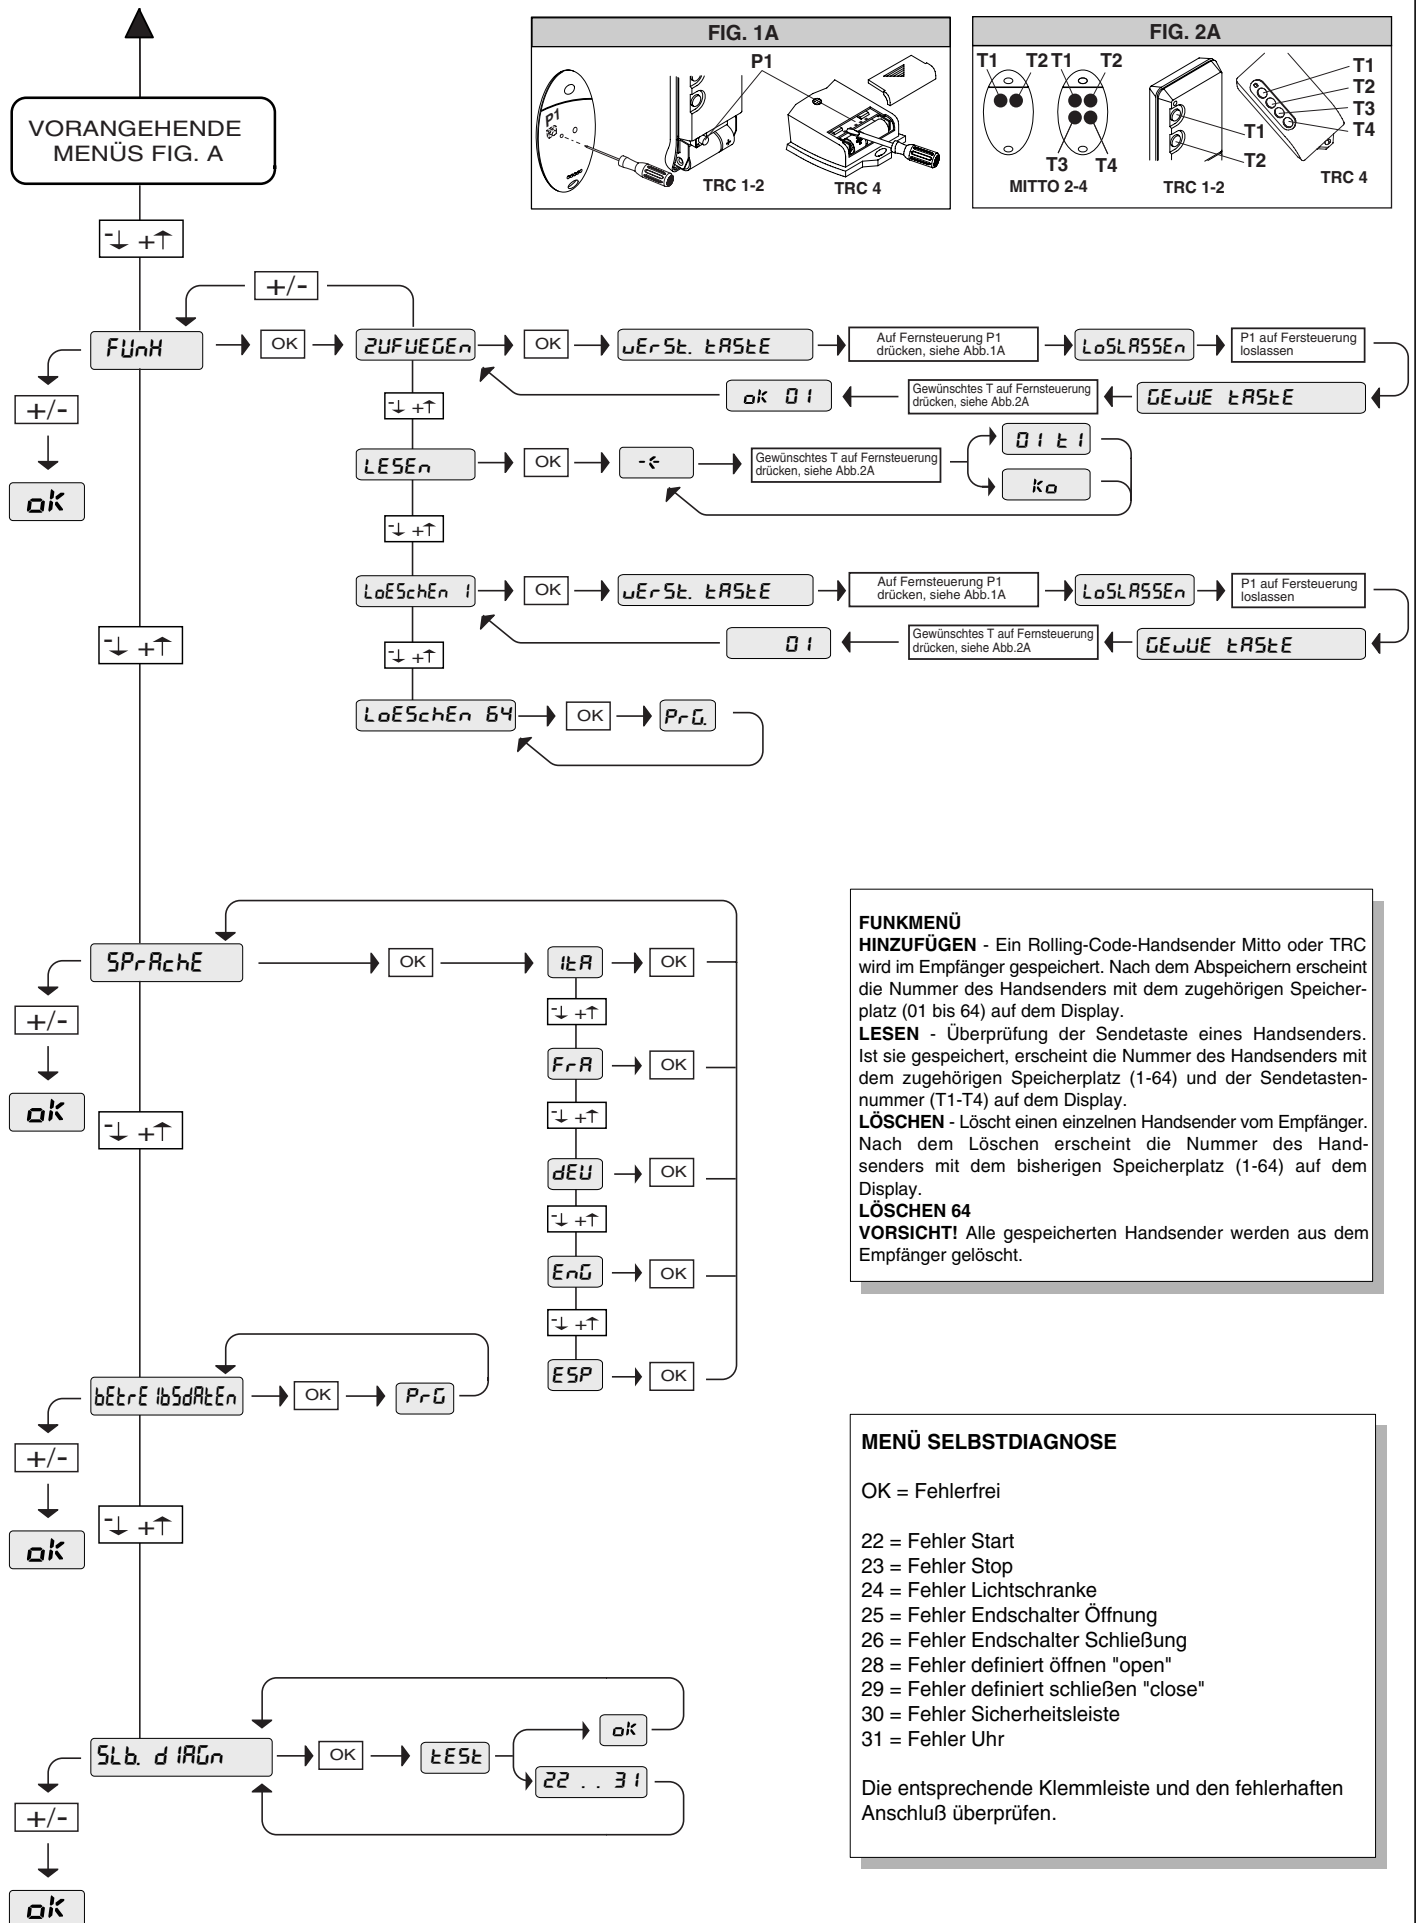 FIG. 1A
P1
P1
TRC 1-2
TRC 4
FIG. 2A
T1 T2 T1 T2
T3 T4
MITTO 2-4
T1
T2
TRC 1-2
T1
T2
T3
T4
TRC 4
VORANGEHENDE
MENÜS FIG. A
-↓ +↑
+/-
FUnK
OK
ZUFUEGEn
OK
vErSt. tAStE
Auf Fernsteuerung P1
drücken, siehe Abb.1A
LoSLASSEn
P1 auf Fersteuerung
loslassen
+/-
ok
-↓ +↑
ok 01
Gewünschtes T auf Fernsteuerung
drücken, siehe Abb.2A
GEwUE tAStE
LESEn
OK
-<-
Gewünschtes T auf Fernsteuerung
drücken, siehe Abb.2A
01 t1
Ko
-↓ +↑
LoESchEn 1
OK
vErSt. tAStE
Auf Fernsteuerung P1
drücken, siehe Abb.1A
LoSLASSEn
P1 auf Fersteuerung
loslassen
-↓ +↑
-↓ +↑
01
Gewünschtes T auf Fernsteuerung
drücken, siehe Abb.2A
GEwUE tAStE
LoESchEn 64
OK
PrG.
SPrAchE
OK
ItA
OK
-↓ +↑
FrA
OK
-↓ +↑
dEU
OK
-↓ +↑
EnG
OK
-↓ +↑
ESP
OK
+/-
ok
-↓ +↑
FUNKMENÜ
HINZUFÜGEN - Ein Rolling-Code-Handsender Mitto oder TRC
wird im Empfänger gespeichert. Nach dem Abspeichern erscheint
die Nummer des Handsenders mit dem zugehörigen Speicher-
platz (01 bis 64) auf dem Display.
LESEN - Überprüfung der Sendetaste eines Handsenders.
Ist sie gespeichert, erscheint die Nummer des Handsenders mit
dem zugehörigen Speicherplatz (1-64) und der Sendetasten-
nummer (T1-T4) auf dem Display.
LÖSCHEN - Löscht einen einzelnen Handsender vom Empfänger.
Nach dem Löschen erscheint die Nummer des Hand-
senders mit dem bisherigen Speicherplatz (1-64) auf dem
Display.
LÖSCHEN 64
VORSICHT! Alle gespeicherten Handsender werden aus dem
Empfänger gelöscht.
bEtrEIbSdAtEn
OK
PrG
+/-
ok
-↓ +↑
MENÜ SELBSTDIAGNOSE
OK = Fehlerfrei
22 = Fehler Start
23 = Fehler Stop
24 = Fehler Lichtschranke
25 = Fehler Endschalter Öffnung
26 = Fehler Endschalter Schließung
28 = Fehler definiert öffnen "open"
29 = Fehler definiert schließen "close"
30 = Fehler Sicherheitsleiste
31 = Fehler Uhr
Die entsprechende Klemmleiste und den fehlerhaften
Anschluß überprüfen.
SLb. dIAGn
OK
tESt
ok
22 . . 31
+/-
ok